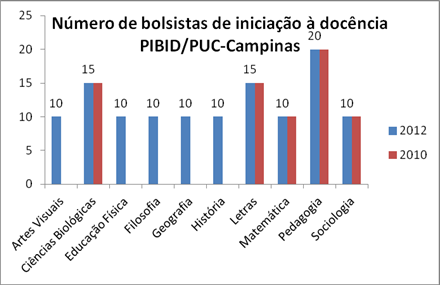 Número de bolsistas de iniciação à docência
PIBID/PUC-Campinas
25
20
15
10
5
0
10
15
10
10
10
10
15
10
20
10
Artes Visuais
Ciências Biológicas
Educação Física
Filosofia
Geografia
História
Letras
Matemática
Pedagogia
Sociologia
2012
2010